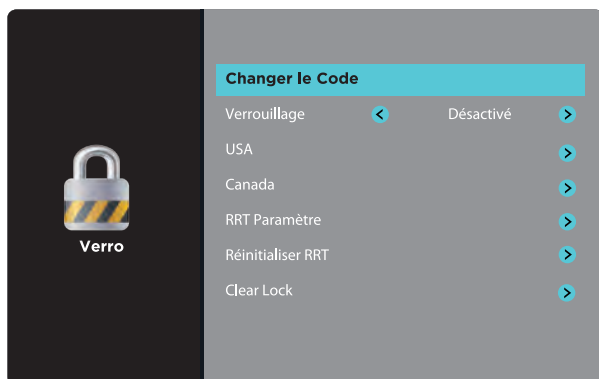 Changer le Code
Verrouillage Désactivé
USA
Canada
RRT Paramètre
Réinitialiser RRT
Clear Lock
Verro